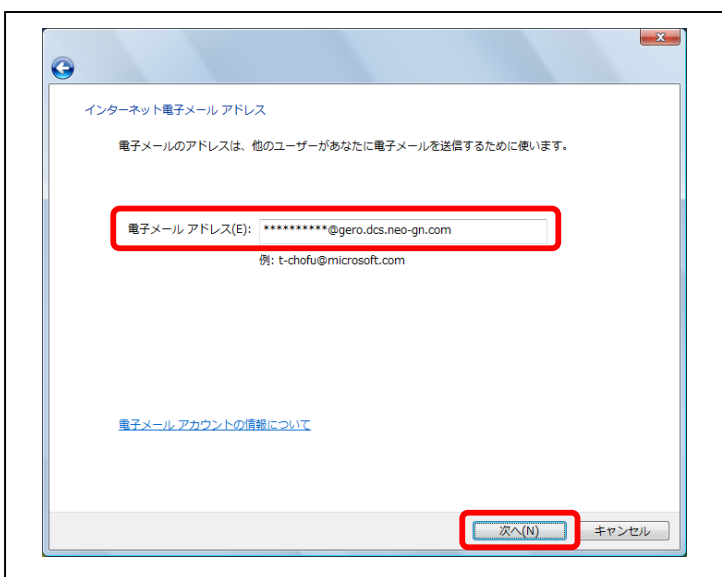 インターネット電子メール アドレス
電子メールのアドレスは、他のユーザーがあなたに電子メールを送信するために使います。
電子メール アドレス(E): **********@gero.dcs.neo-gn.com
例: t-chofu@microsoft.com
電子メール アカウントの情報について
次へ(N) キャンセル